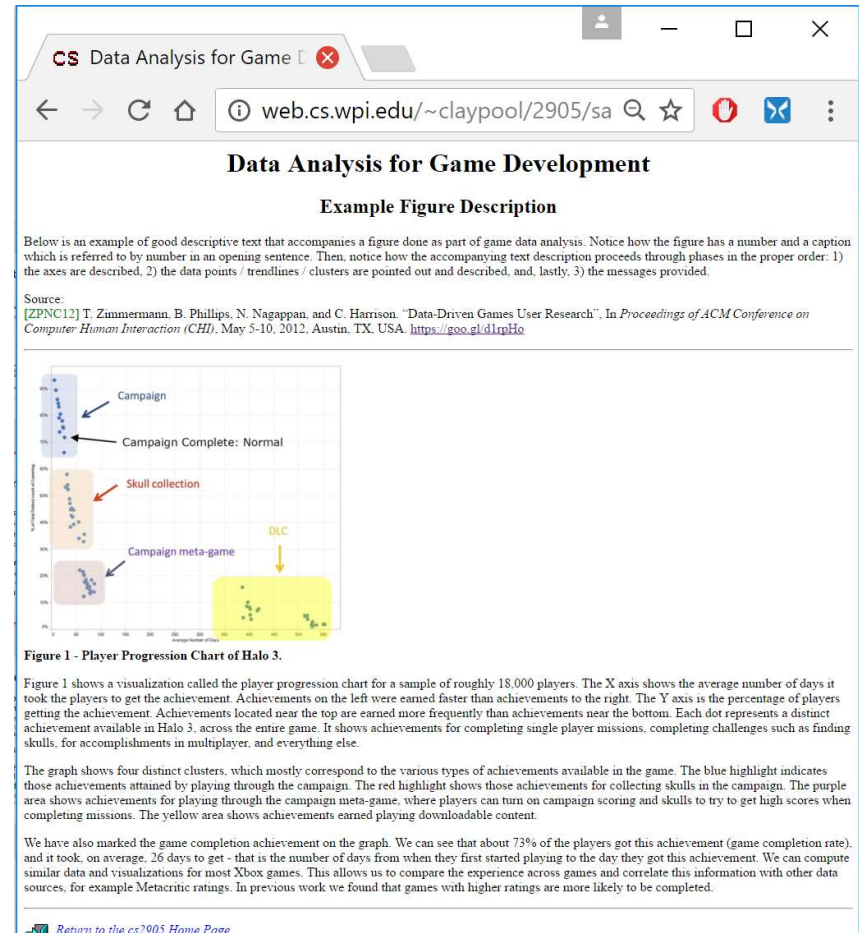 CS Data Analysis for Game D
web.cs.wpi.edu/~claypool/2905/sa
Data Analysis for Game Development
Example Figure Description
Below is an example of good descriptive text that accompanies a figure done as part of game data analysis. Notice how the figure has a number and a caption
which is referred to by number in an opening sentence. Then, notice how the accompanying text description proceeds through phases in the proper order: 1)
the axes are described, 2) the data points / trendlines / clusters are pointed out and described, and, lastly, 3) the messages provided.
Source:
[ZPNC12] T. Zimmermann, B. Phillips, N. Nagappan, and C. Harrison. "Data-Driven Games User Research", In Proceedings of ACM Conference on
Computer Human Interaction (CHI), May 5-10, 2012, Austin, TX, USA. https://goo.gl/d1rpHo
Campaign
Campaign Complete: Normal
Skull collection
DLC
Campaign meta-game
Average Number of Days
Figure 1 - Player Progression Chart of Halo 3.
Figure 1 shows a visualization called the player progression chart for a sample of roughly 18,000 players. The X axis shows the average number of days it
took the players to get the achievement. Achievements on the left were earned faster than achievements to the right. The Y axis is the percentage of players
getting the achievement. Achievements located near the top are earned more frequently than achievements near the bottom. Each dot represents a distinct
achievement available in Halo 3, across the entire game. It shows achievements for completing single player missions, completing challenges such as finding
skulls, for accomplishments in multiplayer, and everything else.
The graph shows four distinct clusters, which mostly correspond to the various types of achievements available in the game. The blue highlight indicates
those achievements attained by playing through the campaign. The red highlight shows those achievements for collecting skulls in the campaign. The purple
area shows achievements for playing through the campaign meta-game, where players can turn on campaign scoring and skulls to try to get high scores when
completing missions. The yellow area shows achievements earned playing downloadable content.
We have also marked the game completion achievement on the graph. We can see that about 73% of the players got this achievement (game completion rate),
and it took, on average, 26 days to get - that is the number of days from when they first started playing to the day they got this achievement. We can compute
similar data and visualizations for most Xbox games. This allows us to compare the experience across games and correlate this information with other data
sources, for example Metacritic ratings. In previous work we found that games with higher ratings are more likely to be completed.
Return to the cs2905 Home Page